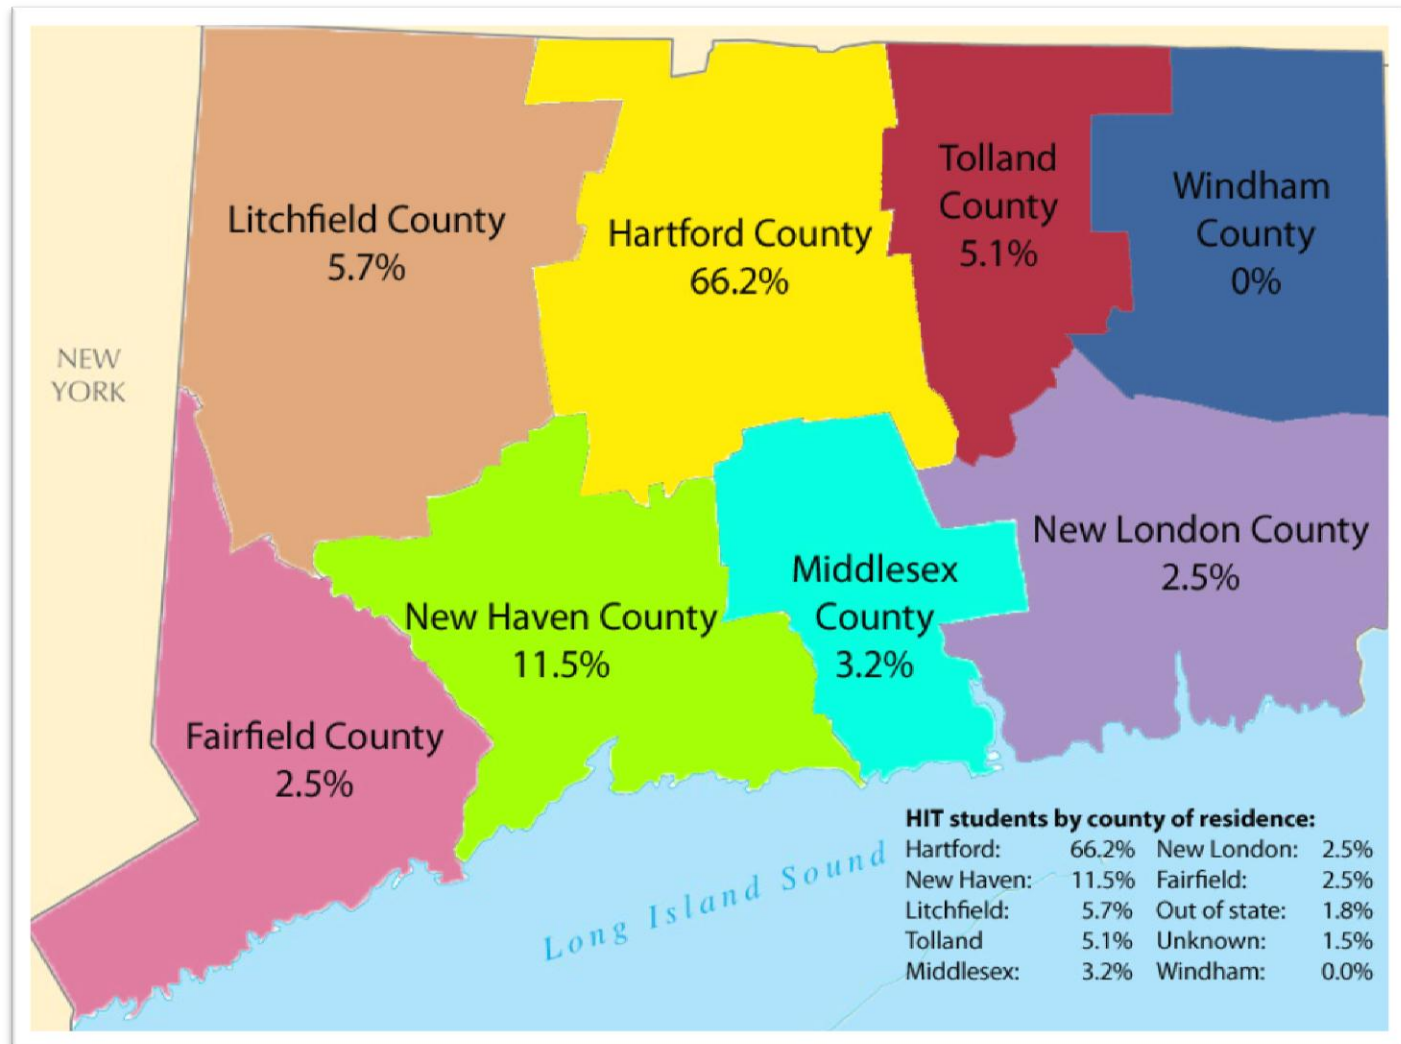 Litchfield County
5.7%
Hartford County
66.2%
Tolland
County
5.1%
Windham
County
0%
NEW
YORK
New London County
2.5%
Middlesex
County
3.2%
New Haven County
11.5%
Fairfield County
2.5%
Long Island Sound
HIT students by county of residence:
Hartford: 66.2% New London: 2.5%
New Haven: 11.5% Fairfield: 2.5%
Litchfield: 5.7% Out of state: 1.8%
Tolland 5.1% Unknown: 1.5%
Middlesex: 3.2% Windham: 0.0%